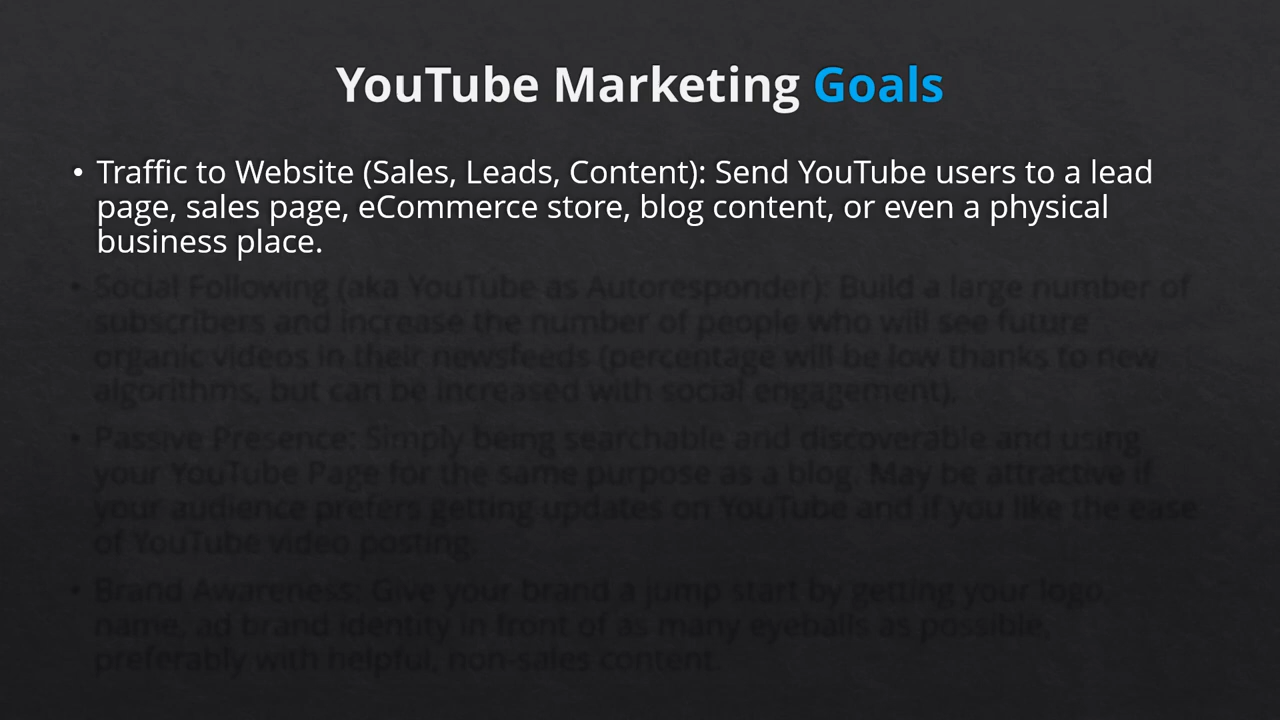 YouTube Marketing Goals
• Traffic to Website (Sales, Leads, Content): Send YouTube users to a lead
page, sales page, eCommerce store, blog content, or even a physical
business place.
• Social Following (aka YouTube as Autoresponder): Build a large number of
subscribers and increase the number of people who will see future
organic videos in their newsfeeds (percentage will be low thanks to new
algorithms, but can be increased with social engagement).
• Passive Presence: Simply being searchable and discoverable and using
your YouTube Page for the same purpose as a blog. May be attractive if
your audience prefers getting updates on YouTube and if you like the ease
of YouTube video posting.
• Brand Awareness: Give your brand a jump start by getting your logo,
name, ad brand identity in front of as many eyeballs as possible,
preferably with helpful, non-sales content.